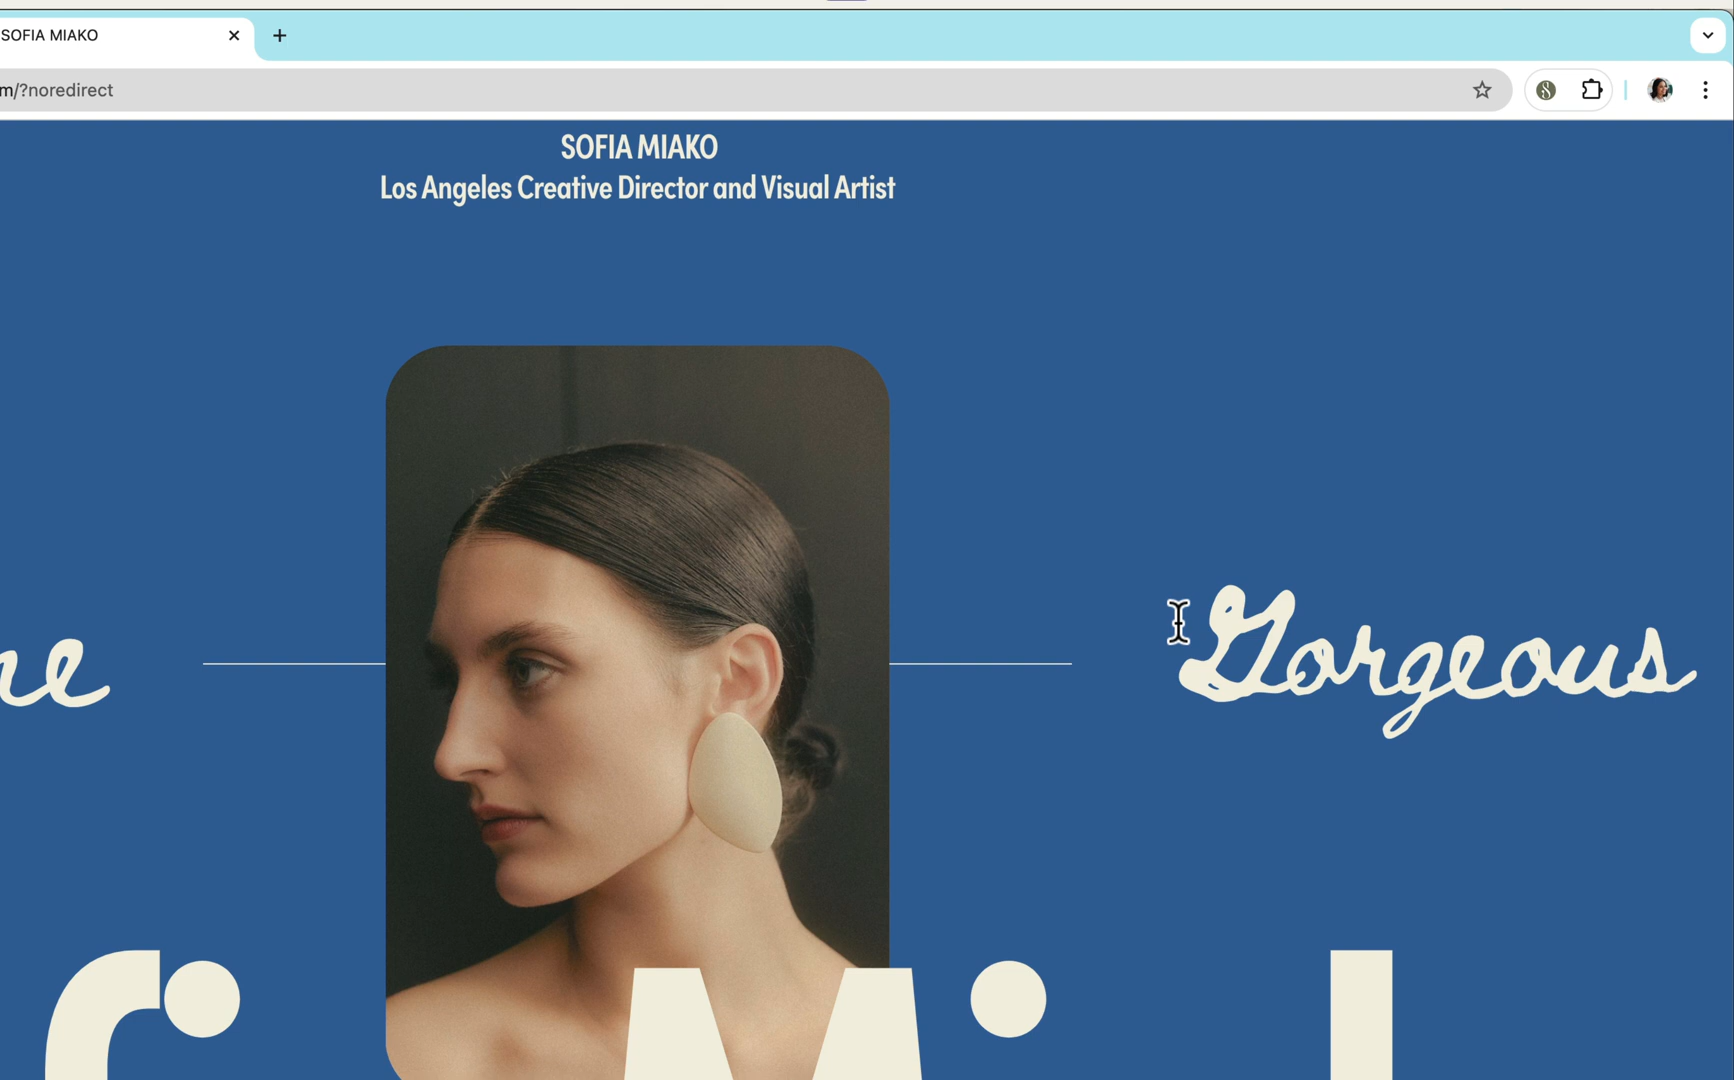 SOFIA MIAKO
m/?noredirect
SOFIA MIAKO
Los Angeles Creative Director and Visual Artist
Gorgeous